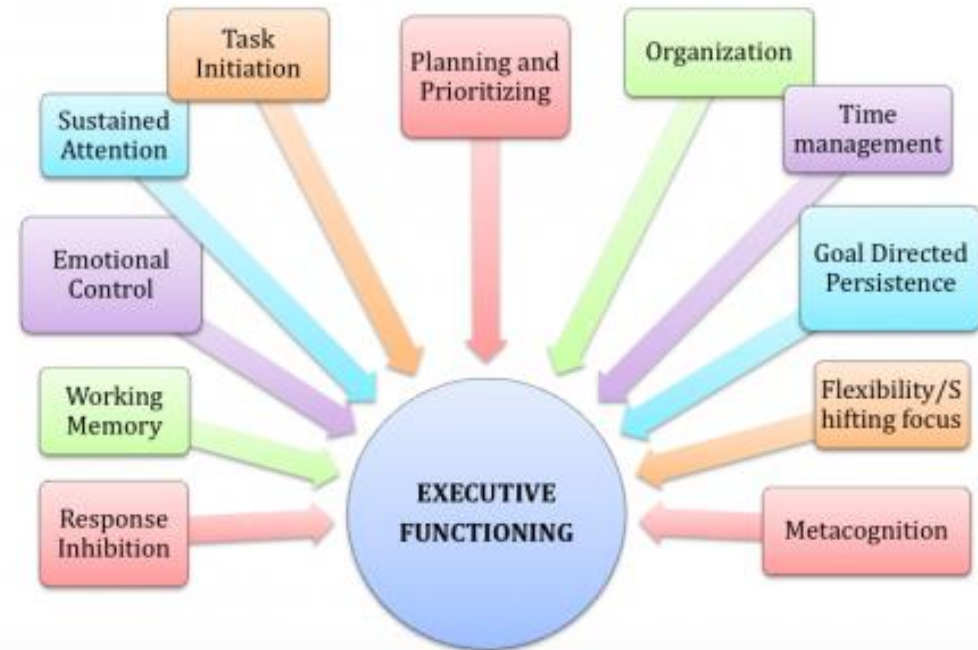 Task
Initiation
Planning and
Prioritizing
Organization
Sustained
Attention
Time
management
Emotional
Control
Goal Directed
Persistence
Working
Memory
Flexibility/S
hifting focus
Response
Inhibition
Metacognition
EXECUTIVE
FUNCTIONING